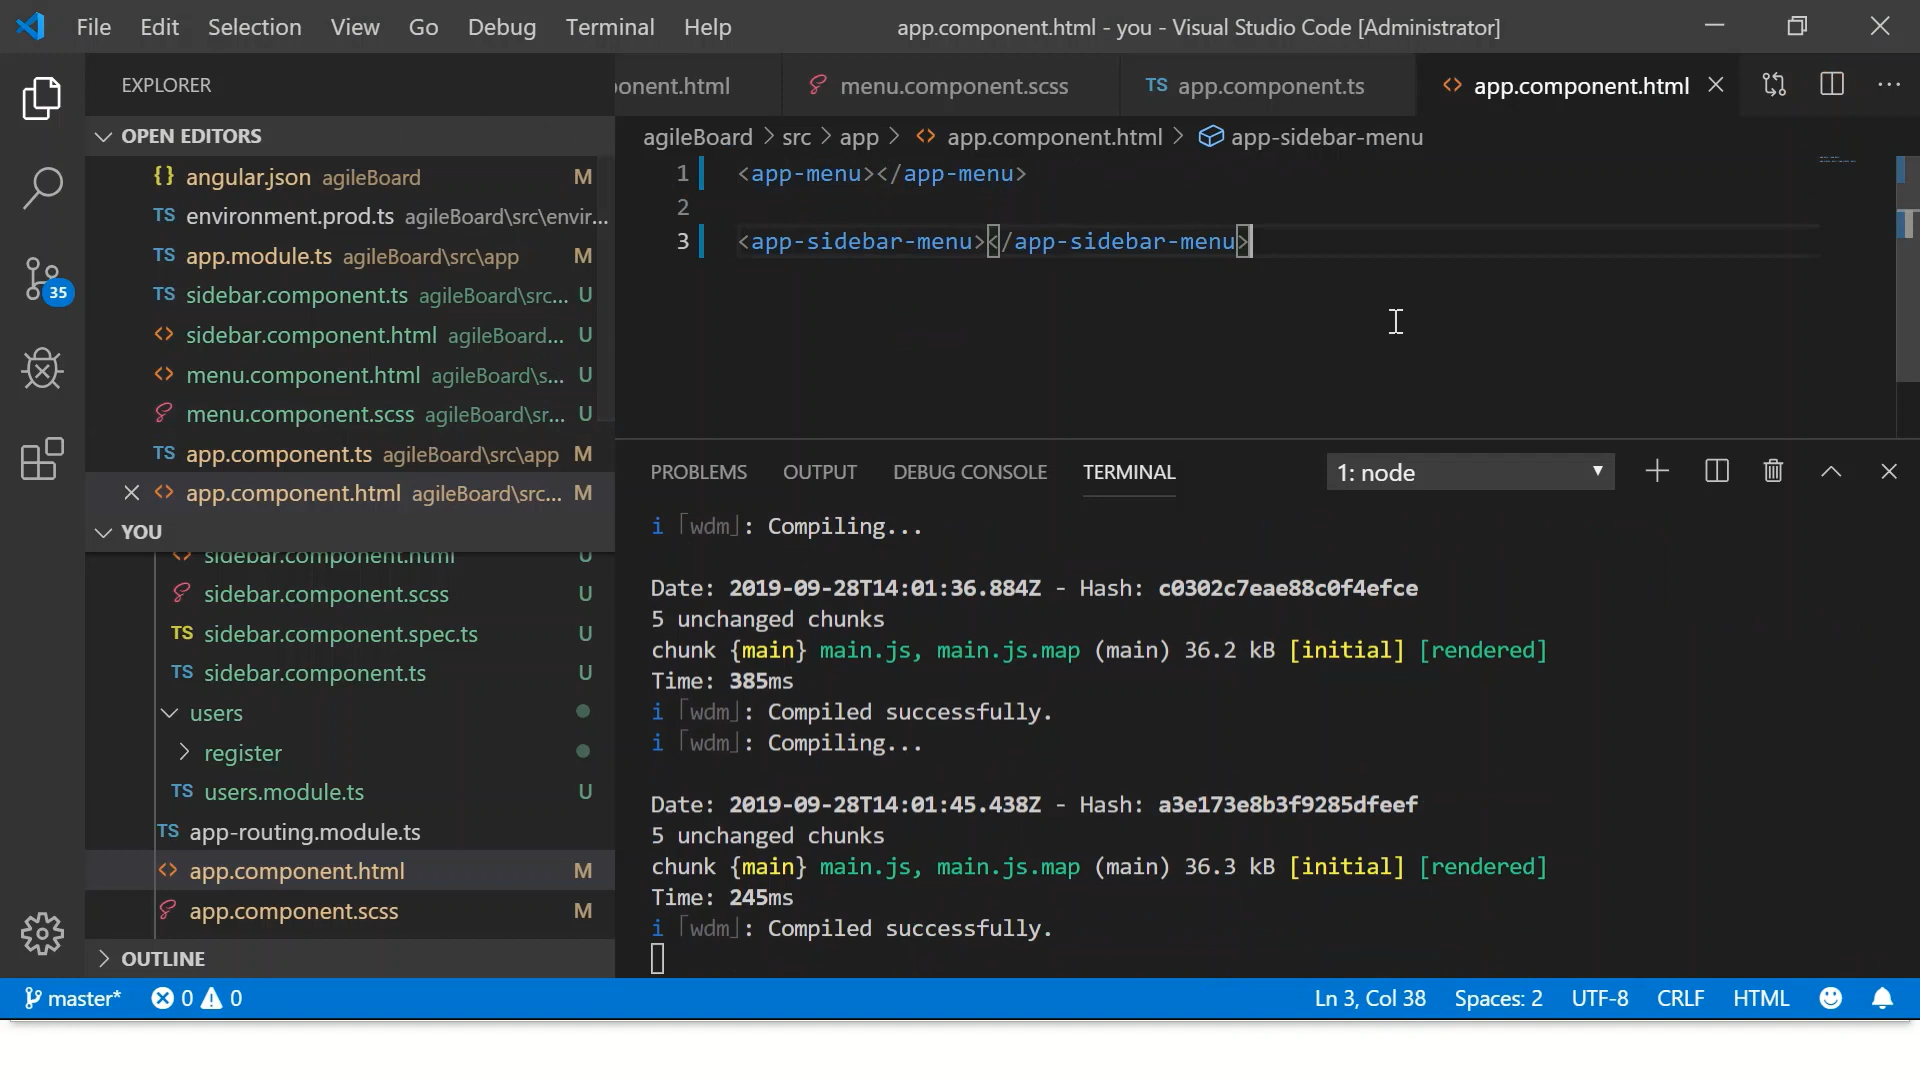 File Edit Selection View Go Debug Terminal Help app.component.html - you - Visual Studio Code [Administrator]
EXPLORER
OPEN EDITORS
{} angular.json agileBoard M
TS environment.prod.ts agileBoard\src\envir...
TS app.module.ts agileBoard\src\app M
TS sidebar.component.ts agileBoard\src... U
<> sidebar.component.html agileBoard... U
<> menu.component.html agileBoard\s... U
menu.component.scss agileBoard\sr... U
TS app.component.ts agileBoard\src\app M
<> app.component.html agileBoard\src... M
YOU
<> sidebar.component.html U
sidebar.component.scss U
TS sidebar.component.spec.ts U
TS sidebar.component.ts U
users
register
TS users.module.ts U
TS app-routing.module.ts
<> app.component.html M
app.component.scss M
OUTLINE
35
ponent.html menu.component.scss TS app.component.ts <> app.component.html
agileBoard > src > app > <> app.component.html > app-sidebar-menu
1 <app-menu></app-menu>
2
3 <app-sidebar-menu></app-sidebar-menu>
PROBLEMS OUTPUT DEBUG CONSOLE TERMINAL 1: node
i ｢wdm｣: Compiling...
Date: 2019-09-28T14:01:36.884Z - Hash: c0302c7eae88c0f4efce
5 unchanged chunks
chunk {main} main.js, main.js.map (main) 36.2 kB [initial] [rendered]
Time: 385ms
i ｢wdm｣: Compiled successfully.
i ｢wdm｣: Compiling...
Date: 2019-09-28T14:01:45.438Z - Hash: a3e173e8b3f9285dfeef
5 unchanged chunks
chunk {main} main.js, main.js.map (main) 36.3 kB [initial] [rendered]
Time: 245ms
i ｢wdm｣: Compiled successfully.
master* 0 0 Ln 3, Col 38 Spaces: 2 UTF-8 CRLF HTML